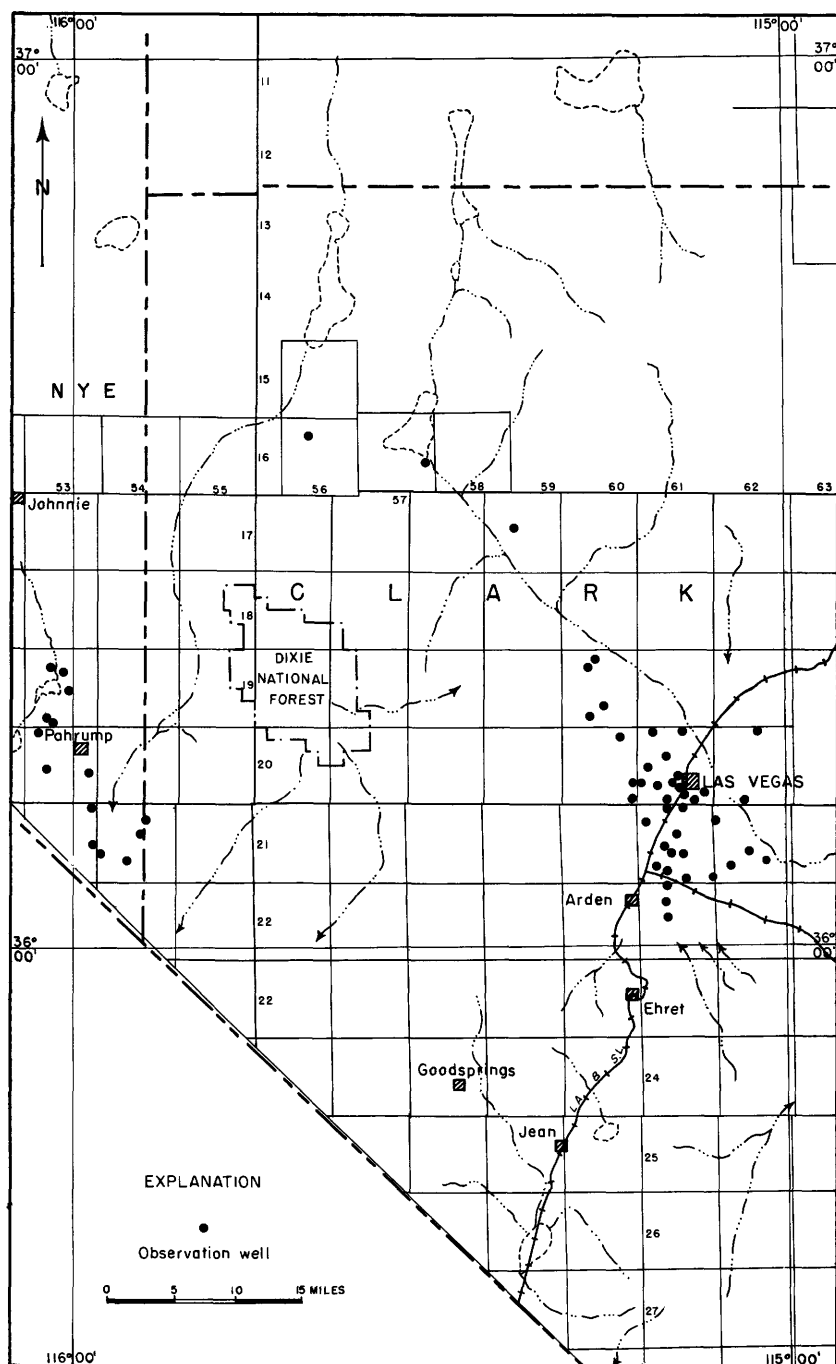 116°00'
115°00'
37°
00'
37°
00'
11
12
N
13
14
15
NYE
16
53
54
55
56
57
58
59
60
61
62
63
Johnnie
17
C L A R K
18
DIXIE
NATIONAL
FOREST
19
Pahrump
20
LAS VEGAS
21
Arden
22
36°
00'
36°
00'
22
Ehret
Goodsprings
24
L.A. & S.L.
Jean
25
EXPLANATION
26
Observation well
0 5 10 15 MILES
27
116°00'
115°00'